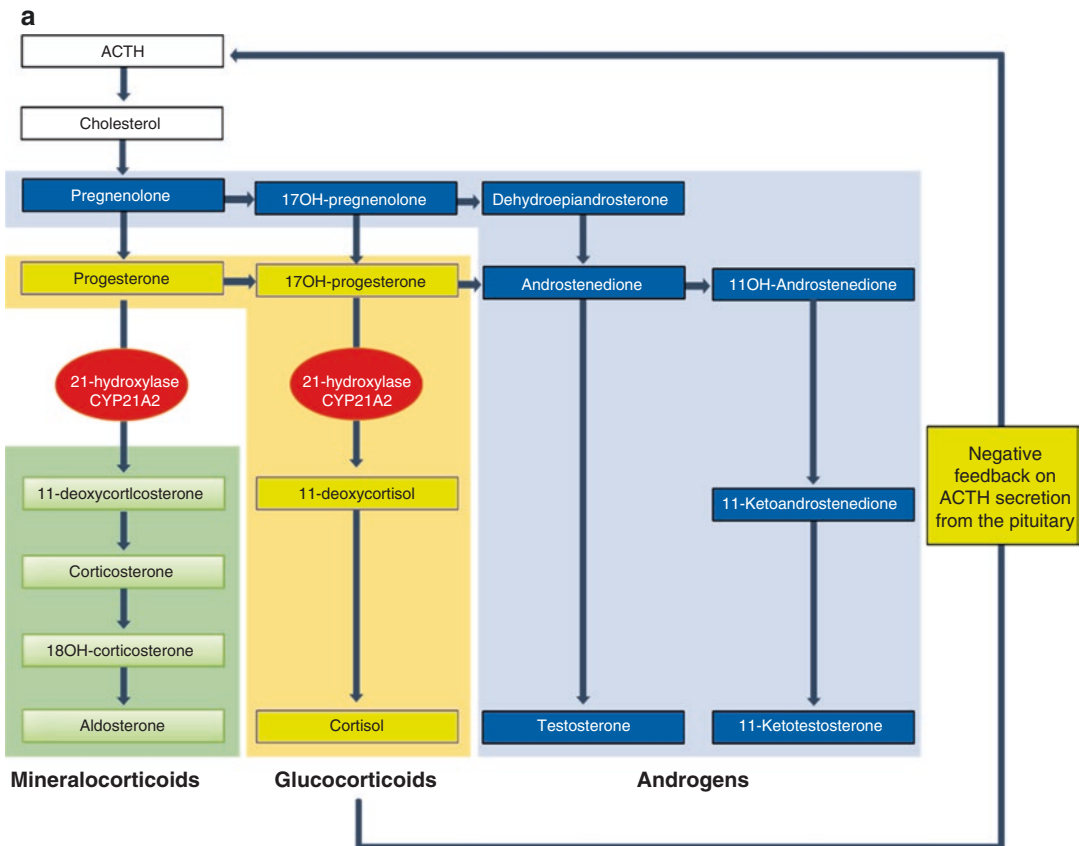 a
ACTH
Cholesterol
Pregnenolone
17OH-pregnenolone
Dehydroepiandrosterone
Progesterone
17OH-progesterone
Androstenedione
11OH-Androstenedione
21-hydroxylase
CYP21A2
21-hydroxylase
CYP21A2
Negative
feedback on
ACTH secretion
from the pituitary
11-deoxycortlcosterone
11-deoxycortisol
11-Ketoandrostenedione
Corticosterone
18OH-corticosterone
Aldosterone
Cortisol
Testosterone
11-Ketotestosterone
Mineralocorticoids
Glucocorticoids
Androgens